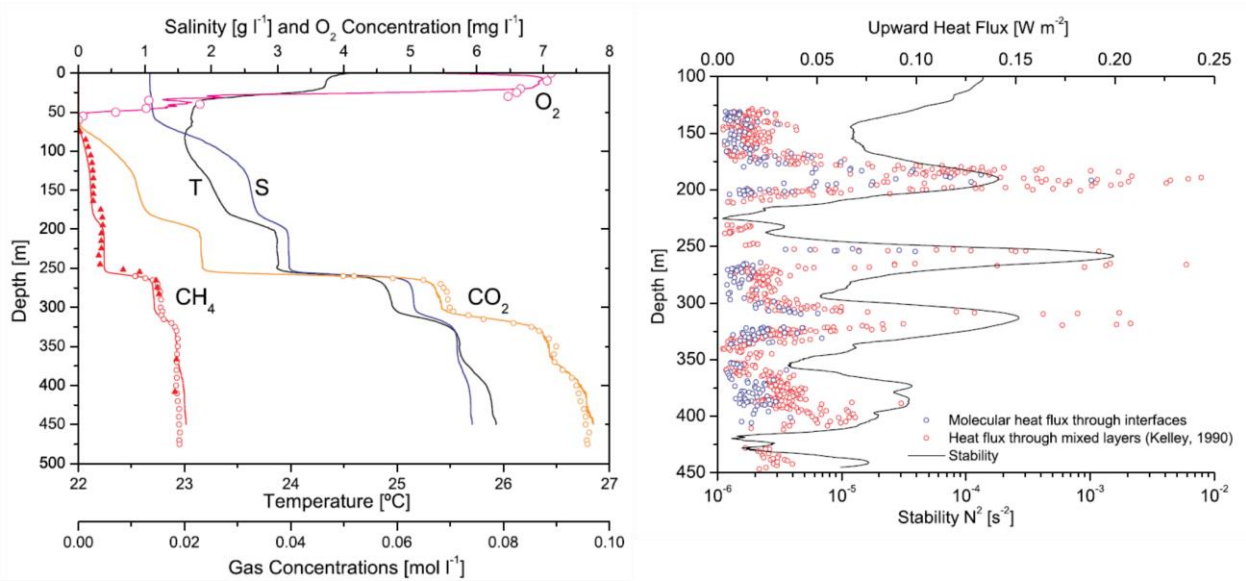 Salinity [g l⁻¹] and O₂ Concentration [mg l⁻¹]
0 1 2 3 4 5 6 7 8
0
50
100
150
200
250
300
350
400
450
500
Depth [m]
O₂
T
S
CH₄
CO₂
22 23 24 25 26 27
Temperature [ºC]
0.00 0.02 0.04 0.06 0.08 0.10
Gas Concentrations [mol l⁻¹]
Upward Heat Flux [W m⁻²]
0.00 0.05 0.10 0.15 0.20 0.25
100
150
200
250
300
350
400
450
Depth [m]
Molecular heat flux through interfaces
Heat flux through mixed layers (Kelley, 1990)
Stability
10⁻⁶ 10⁻⁵ 10⁻⁴ 10⁻³ 10⁻²
Stability N² [s⁻²]